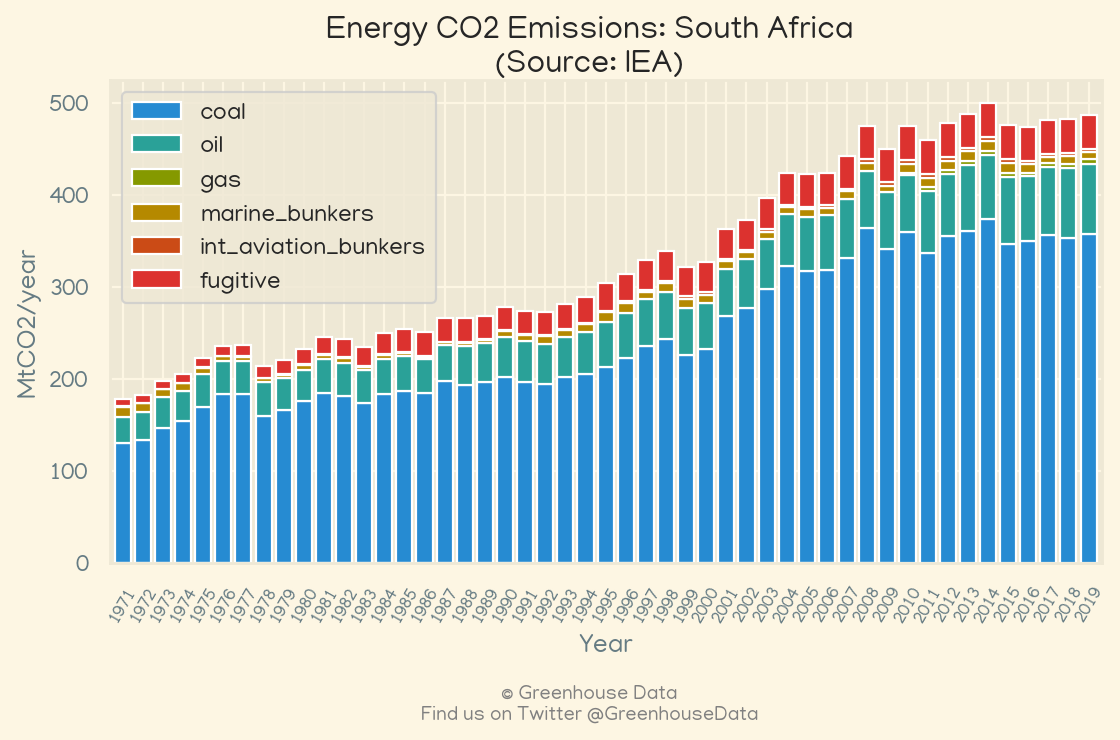 Energy CO2 Emissions: South Africa
(Source: IEA)
500
400
300
200
100
0
MtCO2/year
coal
oil
gas
marine_bunkers
int_aviation_bunkers
fugitive
1971 1972 1973 1974 1975 1976 1977 1978 1979 1980 1981 1982 1983 1984 1985 1986 1987 1988 1989 1990 1991 1992 1993 1994 1995 1996 1997 1998 1999 2000 2001 2002 2003 2004 2005 2006 2007 2008 2009 2010 2011 2012 2013 2014 2015 2016 2017 2018 2019
Year
© Greenhouse Data
Find us on Twitter @GreenhouseData